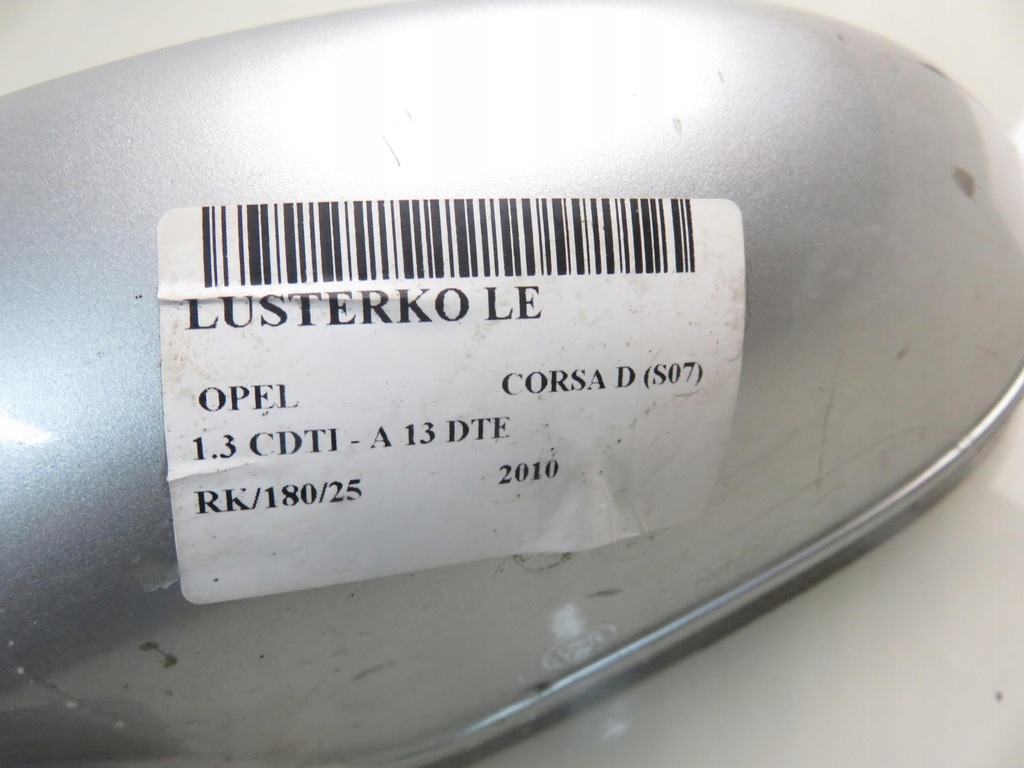 LUSTERKO LE
OPEL CORSA D (S07)
1.3 CDTI - A 13 DTE
RK/180/25 2010